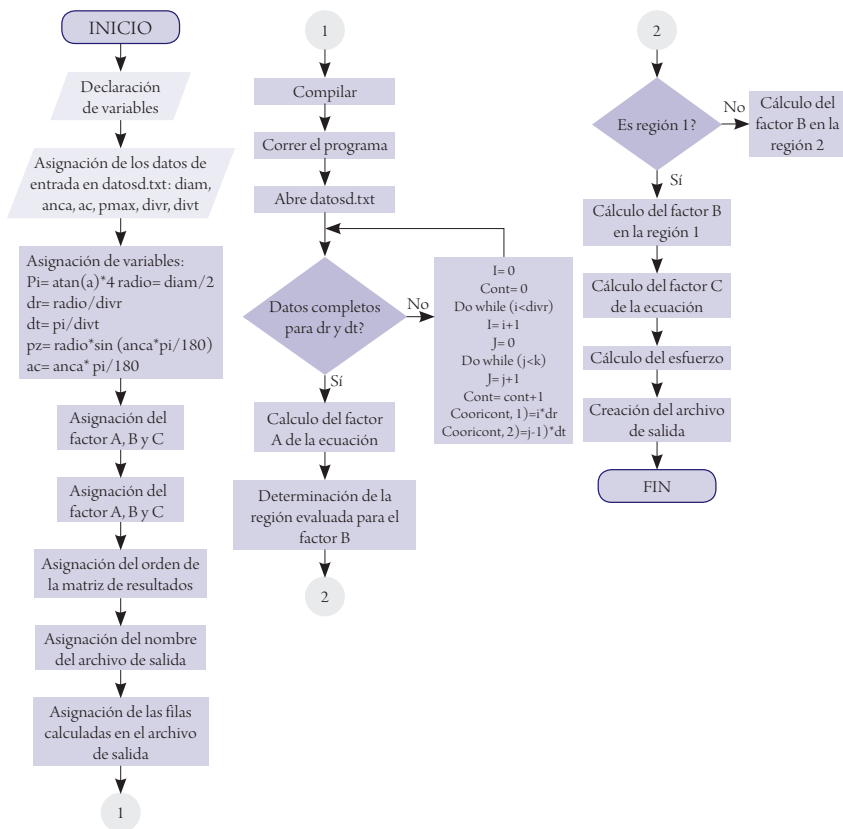 INICIO
Declaración
de variables
Asignación de los datos de
entrada en datosd.txt: diam,
anca, ac, pmax, divr, divt
Asignación de variables:
Pi= atan(a)*4 radio= diam/2
dr= radio/divr
dt= pi/divt
pz= radio*sin (anca*pi/180)
ac= anca* pi/180
Asignación del
factor A, B y C
Asignación del
factor A, B y C
Asignación del orden de
la matriz de resultados
Asignación del nombre
del archivo de salida
Asignación de las filas
calculadas en el archivo
de salida
1
1
Compilar
Correr el programa
Abre datosd.txt
Datos completos
para dr y dt?
No
Sí
I= 0
Cont= 0
Do while (i<divr)
I= i+1
J= 0
Do while (j<k)
J= j+1
Cont= cont+1
Cooricont, 1)=i*dr
Cooricont, 2)=j-1)*dt
Calculo del factor
A de la ecuación
Determinación de la
región evaluada para el
factor B
2
2
Es región 1?
No
Cálculo del
factor B en la
región 2
Sí
Cálculo del factor B
en la región 1
Cálculo del factor C
de la ecuación
Cálculo del esfuerzo
Creación del archivo
de salida
FIN